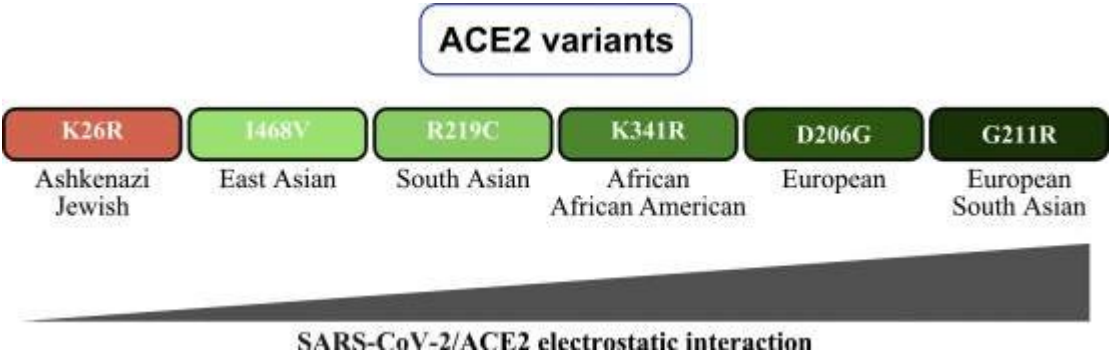 ACE2 variants
K26R I468V R219C K341R D206G G211R
Ashkenazi East Asian South Asian African European European
Jewish African American South Asian
SARS-CoV-2/ACE2 electrostatic interaction